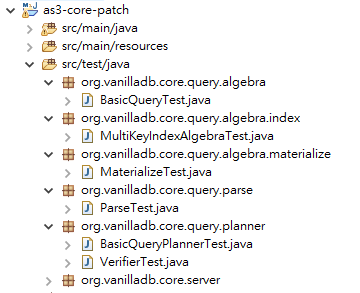 as3-core-patch
src/main/java
src/main/resources
src/test/java
org.vanilladb.core.query.algebra
BasicQueryTest.java
org.vanilladb.core.query.algebra.index
MultiKeyIndexAlgebraTest.java
org.vanilladb.core.query.algebra.materialize
MaterializeTest.java
org.vanilladb.core.query.parse
ParseTest.java
org.vanilladb.core.query.planner
BasicQueryPlannerTest.java
VerifierTest.java
org.vanilladb.core.server